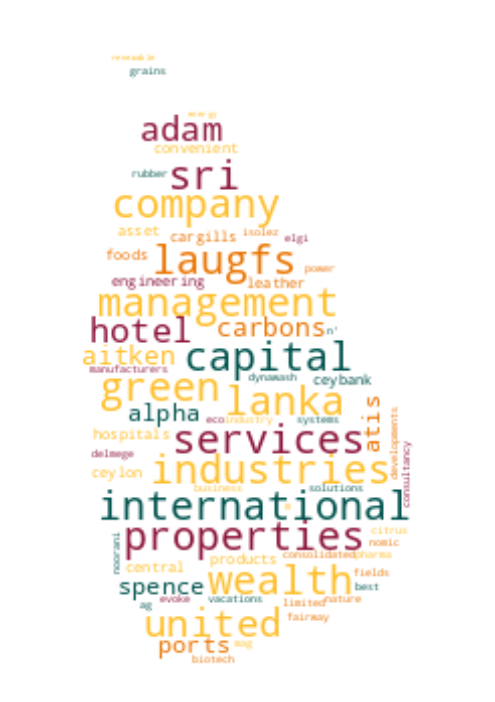 renewable
grains
energy
adam
convenient
rubber sri
company
asset cargills isolez elgi
foods laugfs power
engineering leather
management
hotel carbons n'
aitken capital
manufacturers dynawash ceybank
green lanka
alpha eco industry systems atis developments
hospitals services
delmege consultancy
ceylon industries
business solutions
international
properties citrus
noorani consolidated pharma nomic
central products fields
spence wealth best
ag evoke vacations limited nature
united fairway
ports mag
biotech